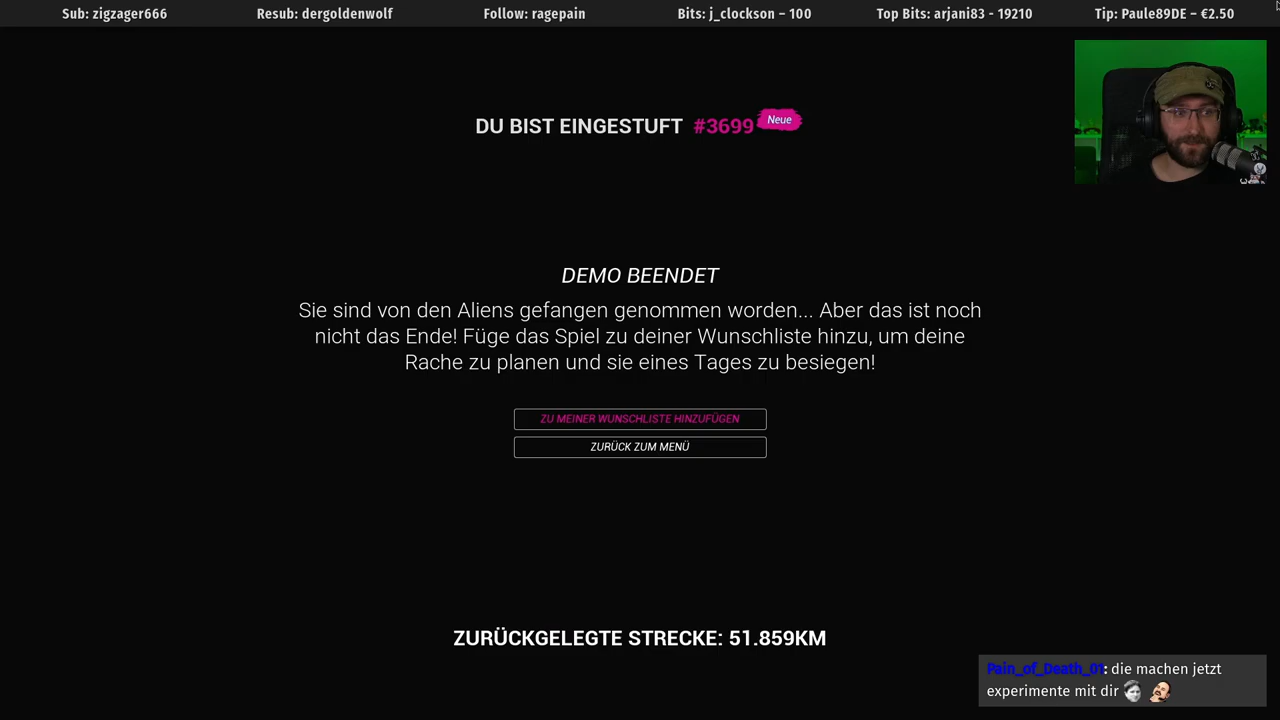 Sub: zigzager666 Resub: dergoldenwolf Follow: ragepain Bits: j_clockson – 100 Top Bits: arjani83 - 19210 Tip: Paule89DE – €2.50
DU BIST EINGESTUFT #3699 Neue
DEMO BEENDET
Sie sind von den Aliens gefangen genommen worden... Aber das ist noch
nicht das Ende! Füge das Spiel zu deiner Wunschliste hinzu, um deine
Rache zu planen und sie eines Tages zu besiegen!
ZU MEINER WUNSCHLISTE HINZUFÜGEN
ZURÜCK ZUM MENÜ
ZURÜCKGELEGTE STRECKE: 51.859KM
Pain_of_Death_01: die machen jetzt
experimente mit dir